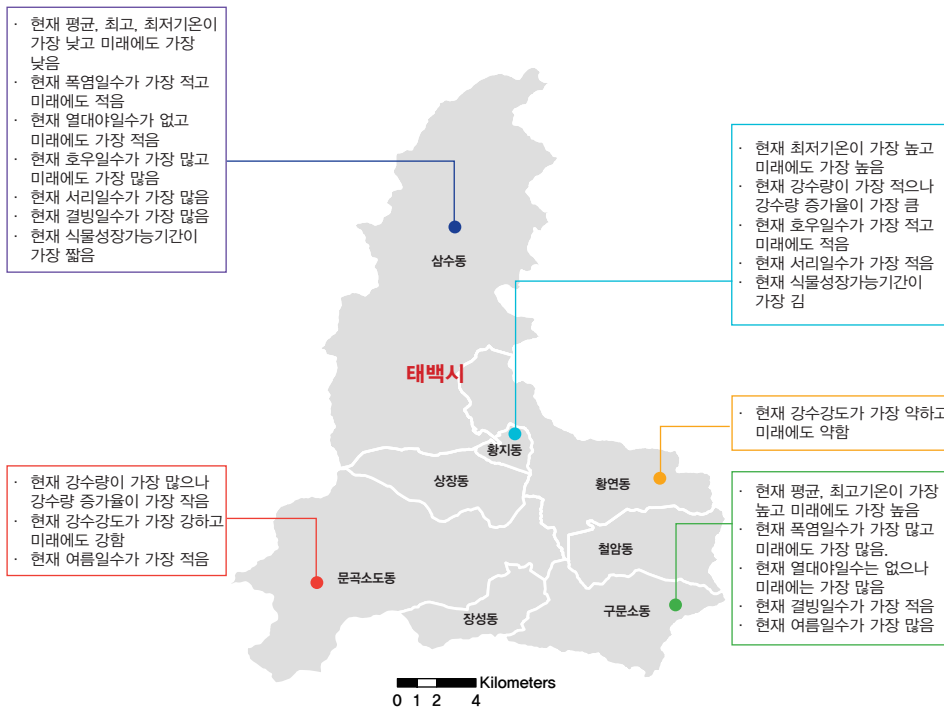 · 현재 평균, 최고, 최저기온이
가장 낮고 미래에도 가장
낮음
· 현재 폭염일수가 가장 적고
미래에도 적음
· 현재 열대야일수가 없고
미래에도 가장 적음
· 현재 호우일수가 가장 많고
미래에도 가장 많음
· 현재 서리일수가 가장 많음
· 현재 결빙일수가 가장 많음
· 현재 식물성장가능기간이
가장 짧음
· 현재 최저기온이 가장 높고
미래에도 가장 높음
· 현재 강수량이 가장 적으나
강수량 증가율이 가장 큼
· 현재 호우일수가 가장 적고
미래에도 적음
· 현재 서리일수가 가장 적음
· 현재 식물성장가능기간이
가장 김
삼수동
태백시
황지동
상장동
황연동
철암동
문곡소도동
장성동
구문소동
· 현재 강수강도가 가장 약하고
미래에도 약함
· 현재 강수량이 가장 많으나
강수량 증가율이 가장 작음
· 현재 강수강도가 가장 강하고
미래에도 강함
· 현재 여름일수가 가장 적음
· 현재 평균, 최고기온이 가장
높고 미래에도 가장 높음
· 현재 폭염일수가 가장 많고
미래에도 가장 많음.
· 현재 열대야일수는 없으나
미래에는 가장 많음
· 현재 결빙일수가 가장 적음
· 현재 여름일수가 가장 많음
Kilometers
0 1 2 4